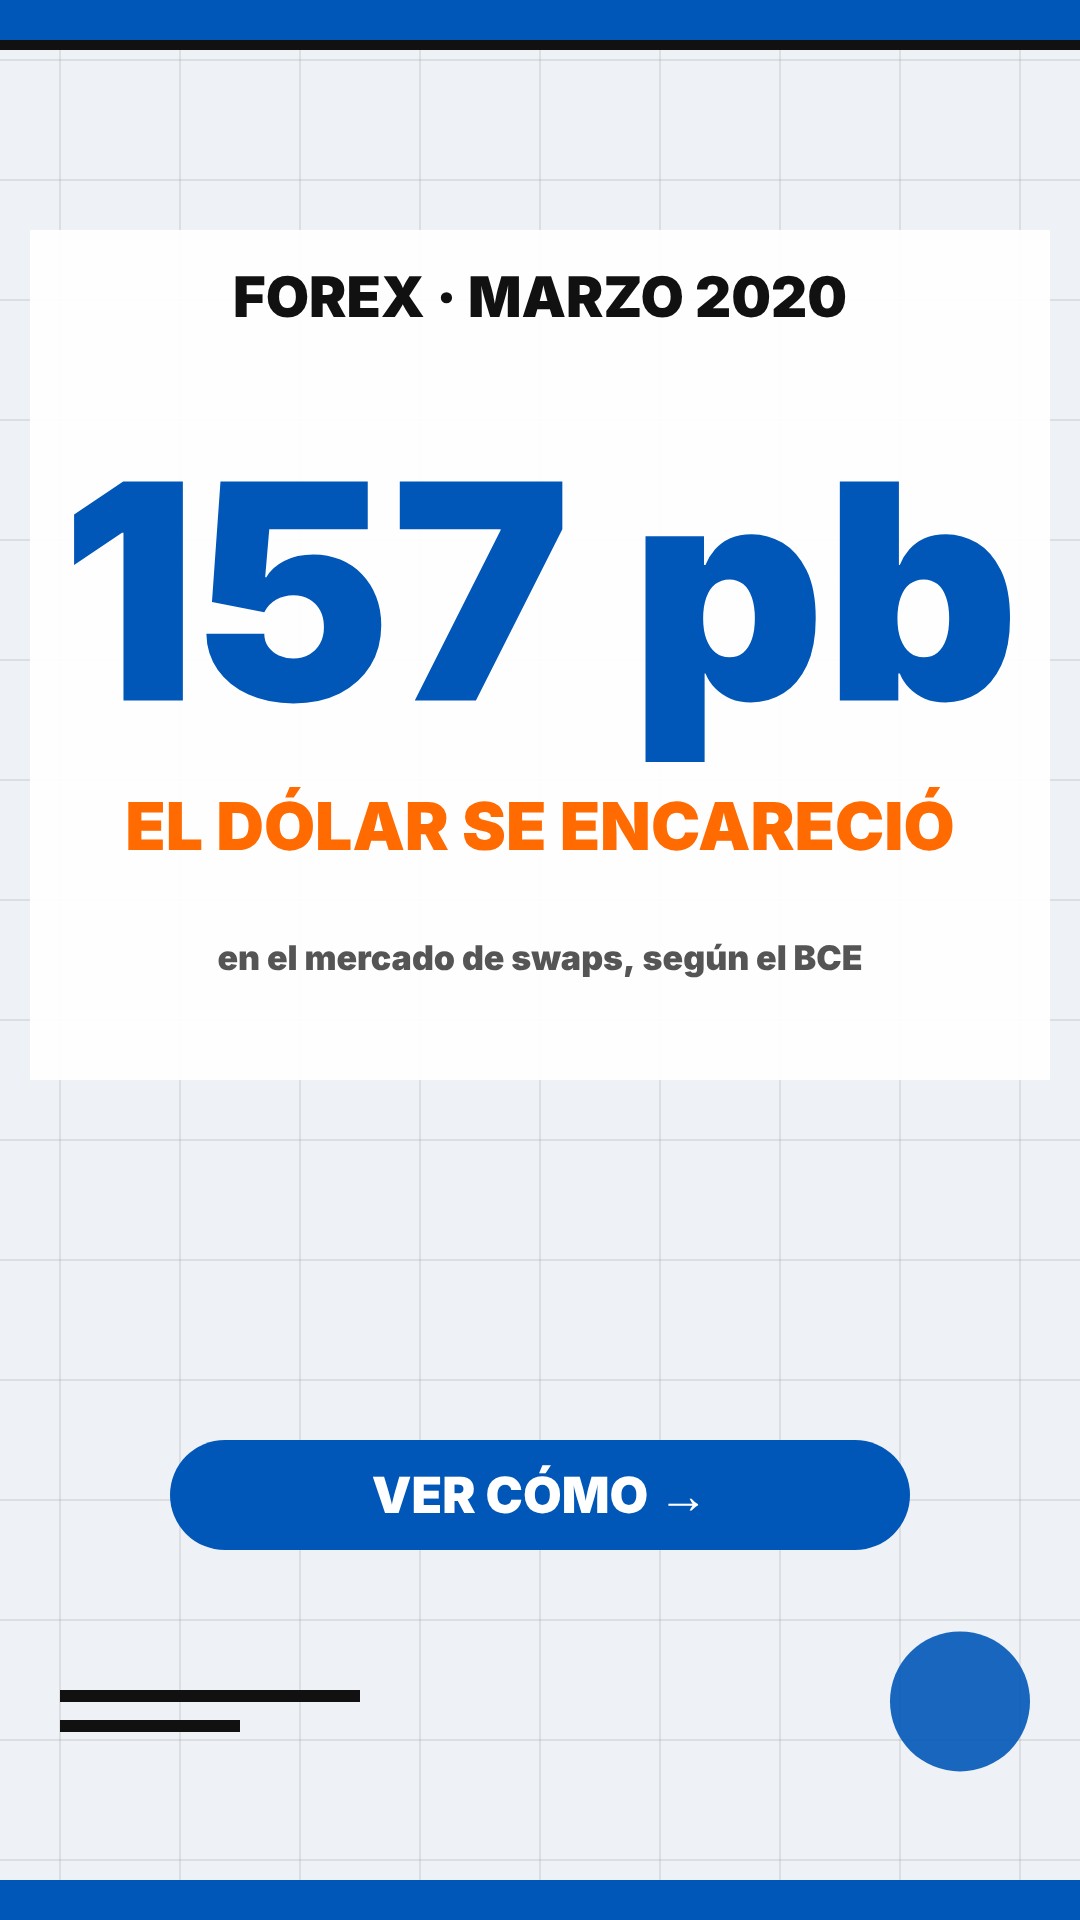 FOREX · MARZO 2020
157 pb
EL DÓLAR SE ENCARECIÓ
en el mercado de swaps, según el BCE
VER CÓMO →